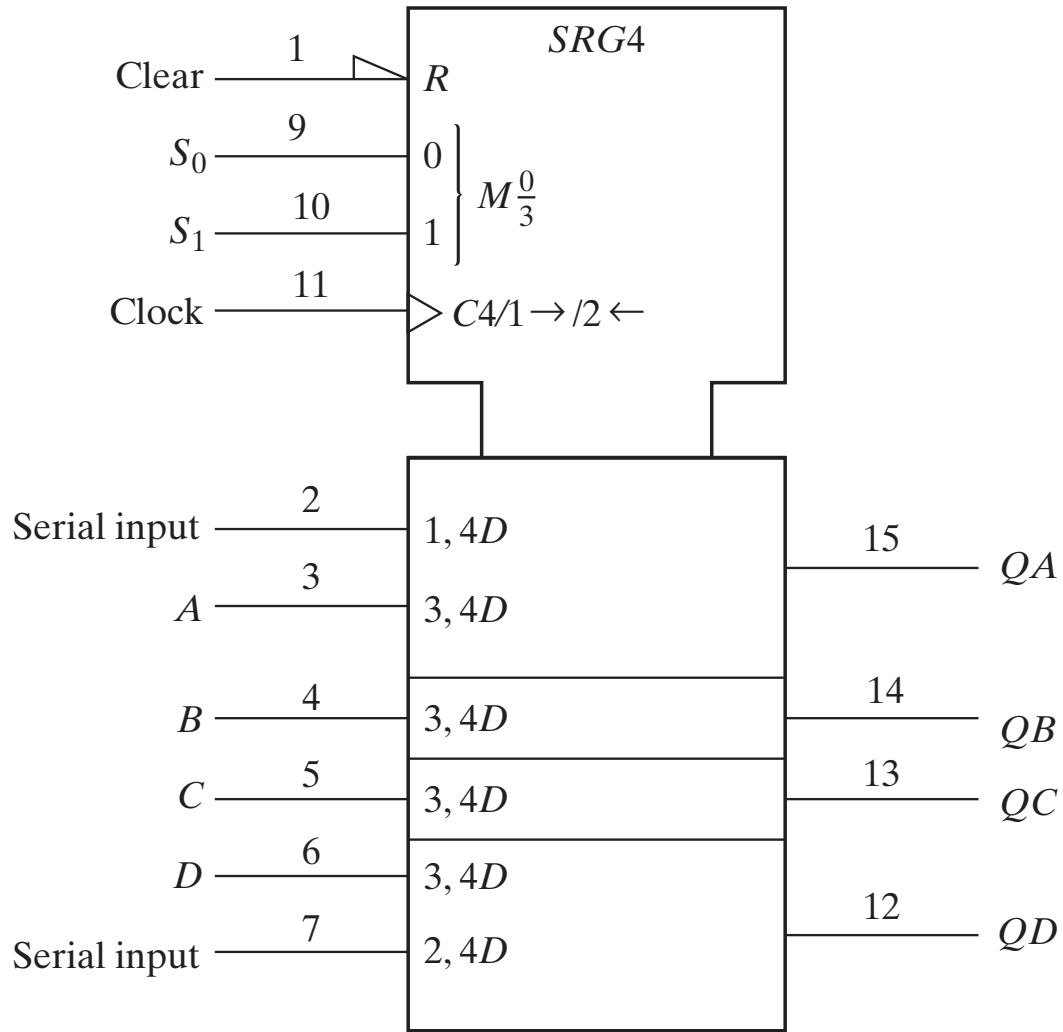 SRG4
Clear 1 R
S₀ 9 0
M 0/3
S₁ 10 1
Clock 11 C4/1→/2←
Serial input 2 1, 4D
15 QA
A 3 3, 4D
B 4 3, 4D 14 QB
C 5 3, 4D 13 QC
D 6 3, 4D
12 QD
Serial input 7 2, 4D